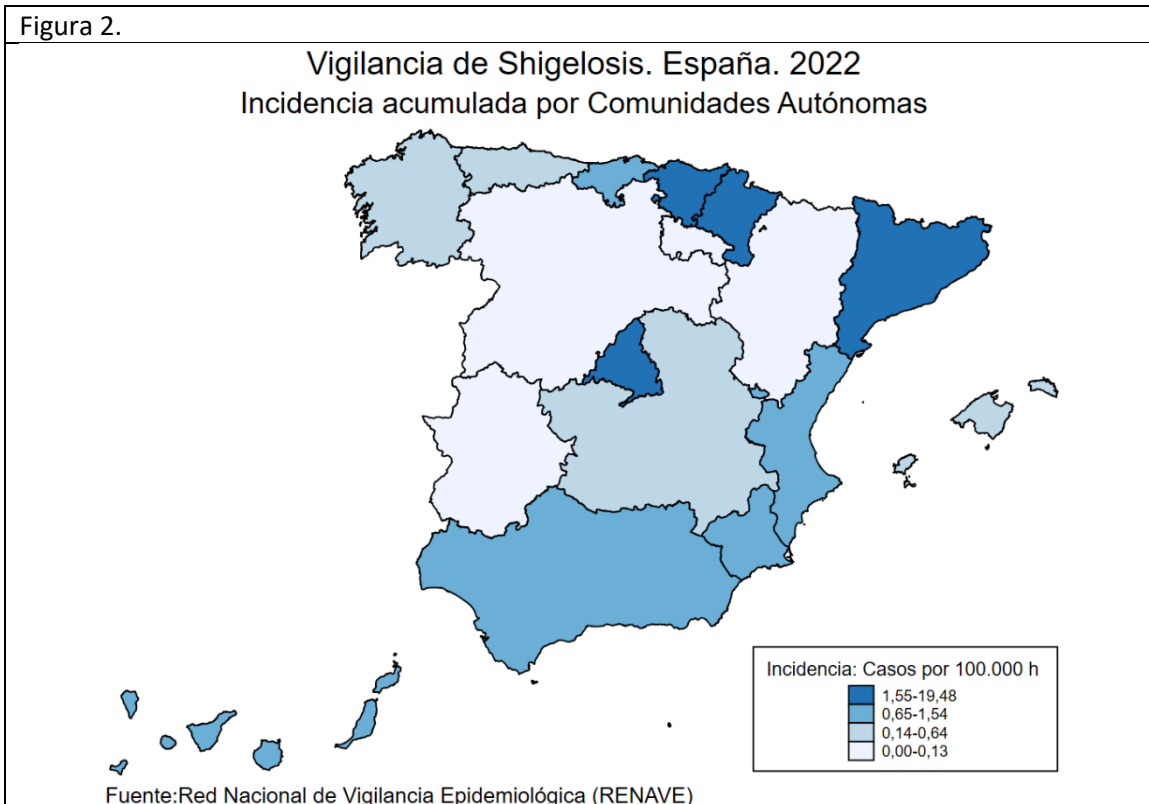 Figura 2.
Vigilancia de Shigelosis. España. 2022
Incidencia acumulada por Comunidades Autónomas
Incidencia: Casos por 100.000 h
1,55-19,48
0,65-1,54
0,14-0,64
0,00-0,13
Fuente:Red Nacional de Vigilancia Epidemiológica (RENAVE)